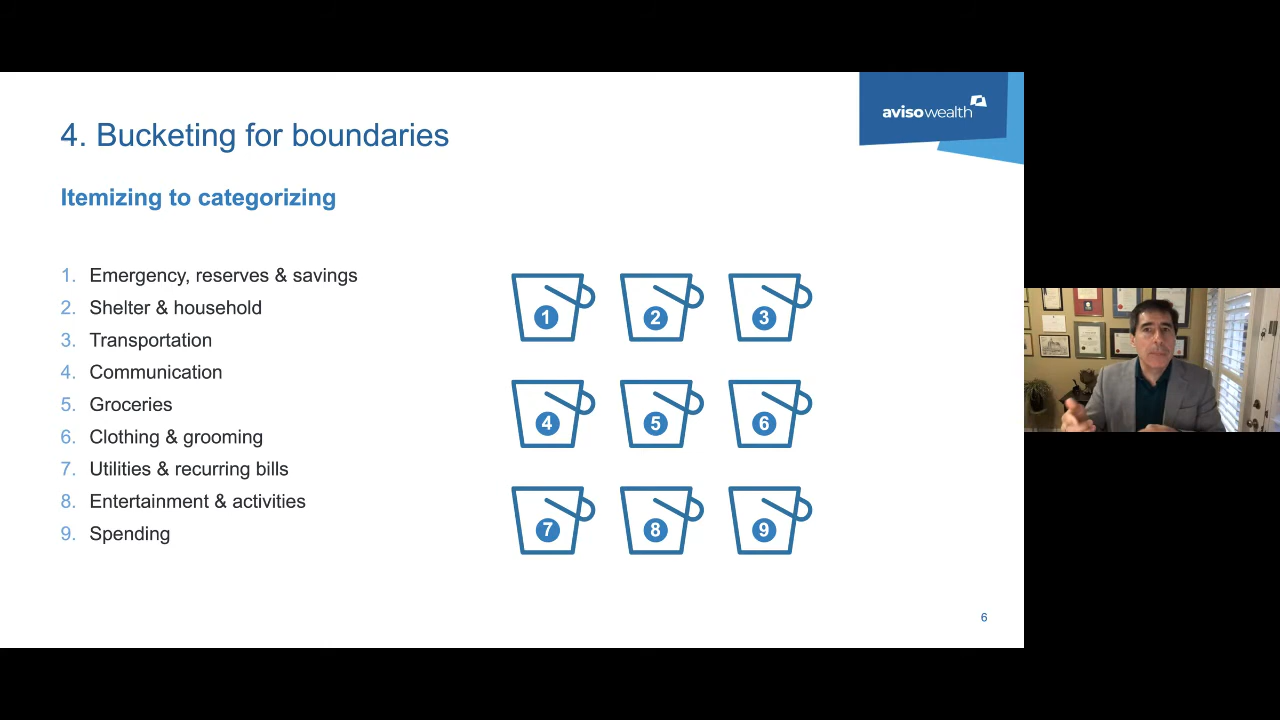 avisowealth
4. Bucketing for boundaries
Itemizing to categorizing
1. Emergency, reserves & savings
2. Shelter & household
3. Transportation
4. Communication
5. Groceries
6. Clothing & grooming
7. Utilities & recurring bills
8. Entertainment & activities
9. Spending
1 2 3
4 5 6
7 8 9
6